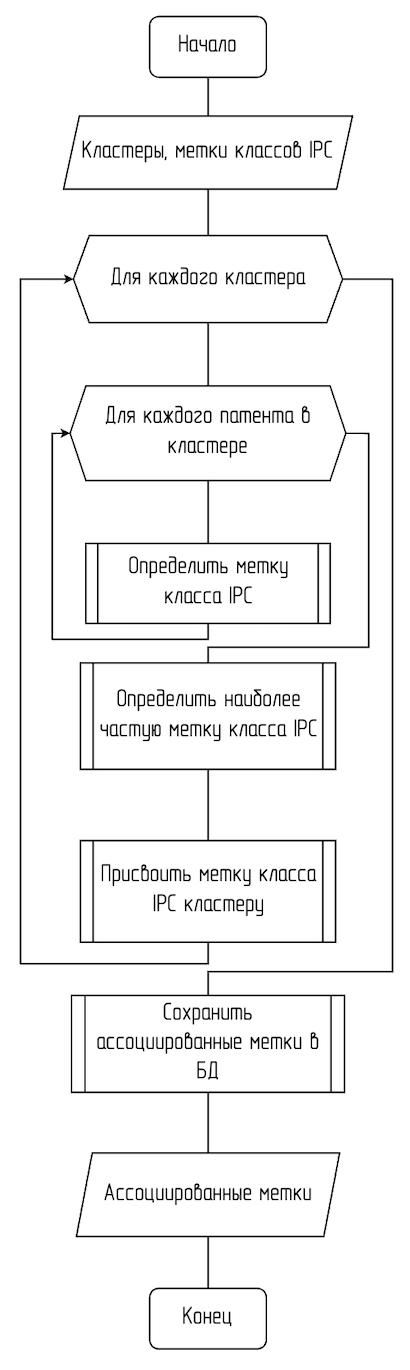 Начало
Кластеры, метки классов IPC
Для каждого кластера
Для каждого патента в
кластере
Определить метку
класса IPC
Определить наиболее
частую метку класса IPC
Присвоить метку класса
IPC кластеру
Сохранить
ассоциированные метки в
БД
Ассоциированные метки
Конец